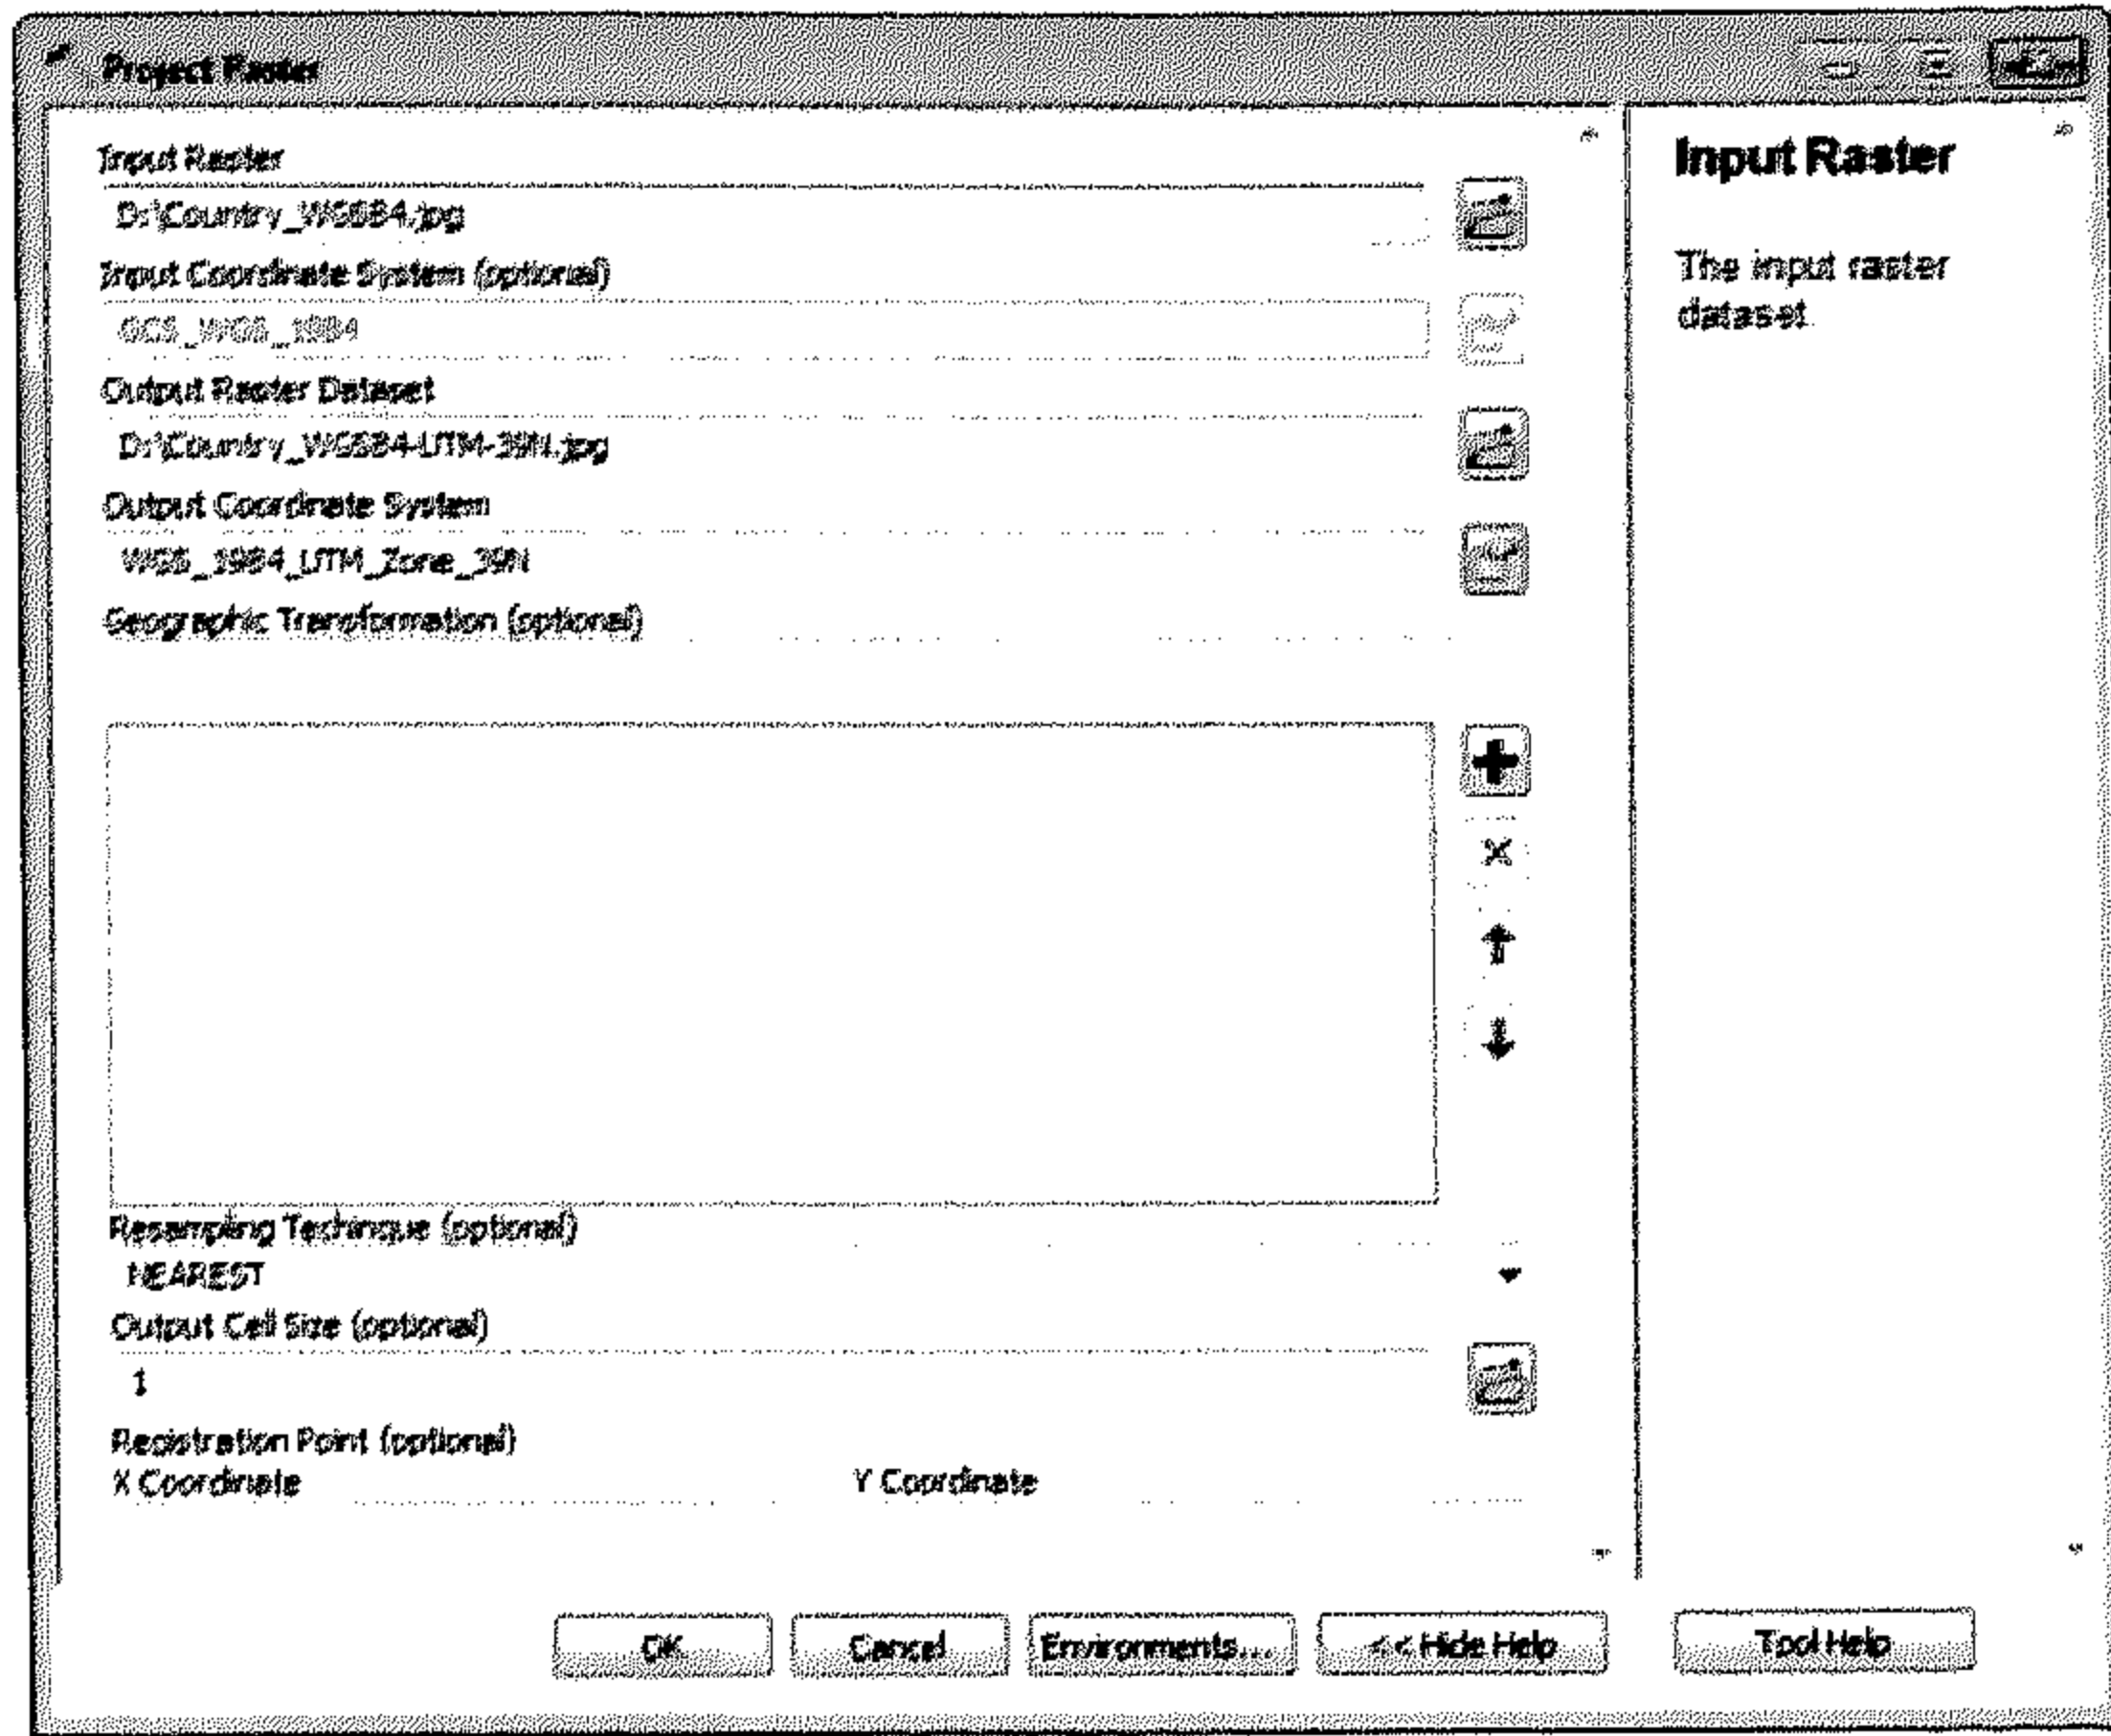 Project Raster
Input Raster
D:\Country_WGS84.jpg
Input Coordinate System (optional)
GCS_WGS_1984
Output Raster Dataset
D:\Country_WGS84-UTM-39N.jpg
Output Coordinate System
WGS_1984_UTM_Zone_39N
Geographic Transformation (optional)
Resampling Technique (optional)
NEAREST
Output Cell Size (optional)
1
Registration Point (optional)
X Coordinate Y Coordinate
OK Cancel Environments... << Hide Help Tool Help
Input Raster
The input raster
dataset.